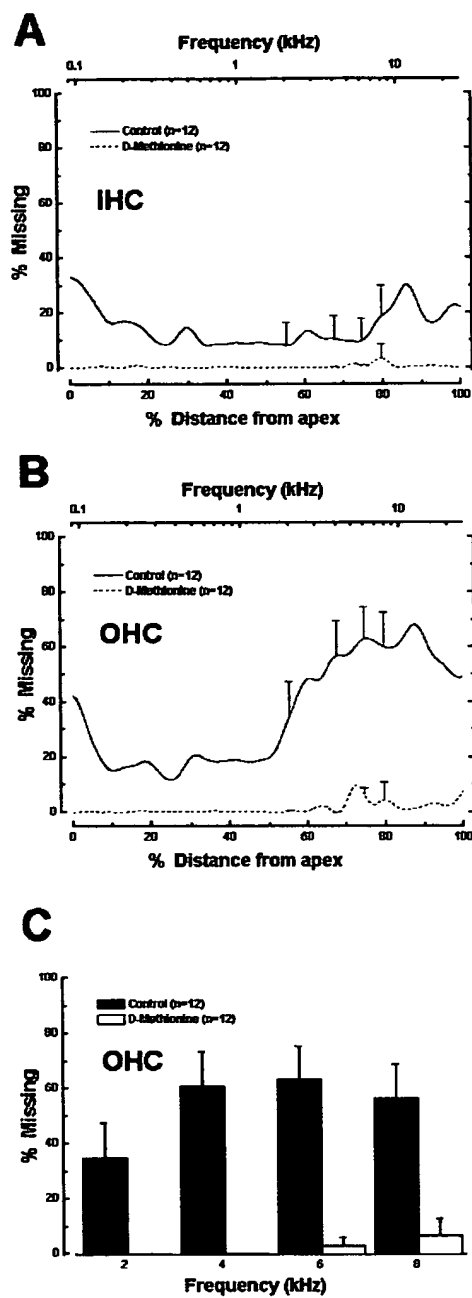 A
Frequency (kHz)
0.1 1 10
100
80
60
40
20
0
% Missing
Control (n=12)
D-Methionine (n=12)
IHC
0 20 40 60 80 100
% Distance from apex
B
Frequency (kHz)
0.1 1 10
100
80
60
40
20
0
% Missing
Control (n=12)
D-Methionine (n=12)
OHC
0 20 40 60 80 100
% Distance from apex
C
100
80
60
40
20
0
% Missing
Control (n=12)
D-Methionine (n=12)
OHC
2 4 6 8
Frequency (kHz)